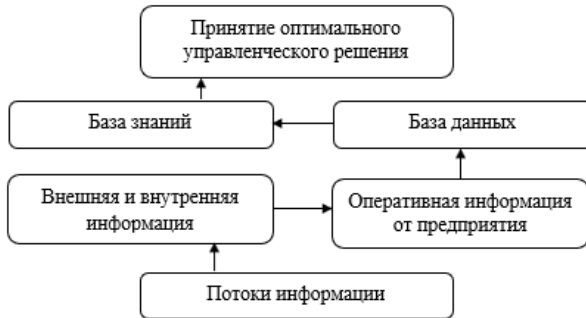 Принятие оптимального
управленческого решения
База знаний
База данных
Внешняя и внутренняя
информация
Оперативная информация
от предприятия
Потоки информации